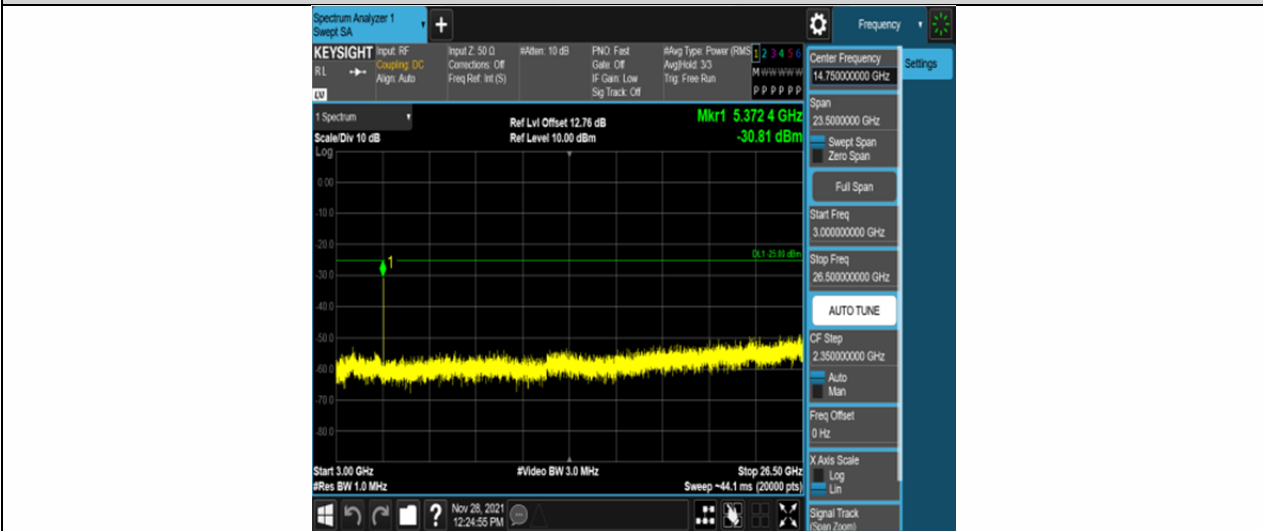 Spectrum Analyzer 1
Swept SA
+
Frequency
KEYSIGHT
RL
LV
Input: RF
Coupling: DC
Align: Auto
Input Z: 50 Ω
Corrections: Off
Freq Ref: Int (S)
#Atten: 10 dB
PNO: Fast
Gate: Off
IF Gain: Low
Sig Track: Off
#Avg Type: Power (RMS
Avg|Hold: 3/3
Trig: Free Run
1 2 3 4 5 6
M W W W W W
P P P P P P
1 Spectrum
Scale/Div 10 dB
Log
Ref Lvl Offset 12.76 dB
Ref Level 10.00 dBm
Mkr1 5.372 4 GHz
-30.81 dBm
0.00
-10.0
-20.0
DL1 -25.00 dBm
1
-30.0
-40.0
-50.0
-60.0
-70.0
-80.0
Start 3.00 GHz
#Res BW 1.0 MHz
#Video BW 3.0 MHz
Stop 26.50 GHz
Sweep ~44.1 ms (20000 pts)
?
Nov 28, 2021
12:24:55 PM
Center Frequency
14.750000000 GHz
Settings
Span
23.5000000 GHz
Swept Span
Zero Span
Full Span
Start Freq
3.000000000 GHz
Stop Freq
26.500000000 GHz
AUTO TUNE
CF Step
2.350000000 GHz
Auto
Man
Freq Offset
0 Hz
X Axis Scale
Log
Lin
Signal Track
(Span Zoom)